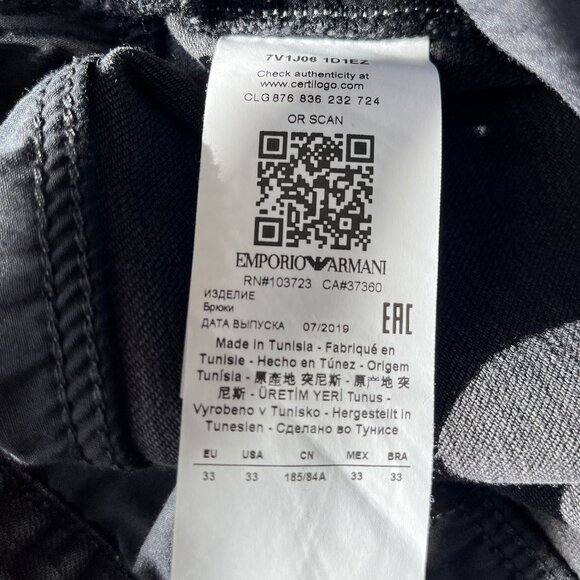 7V1J06 1D1EZ
Check authenticity at
www.certilogo.com
CLG 876 836 232 724
OR SCAN
EMPORIO ARMANI
RN#103723 CA#37360
ИЗДЕЛИЕ
Брюки
ДАТА ВЫПУСКА 07/2019
EAC
Made in Tunisia - Fabriqué en
Tunisie - Hecho en Túnez - Origem
Tunísia - 原產地 突尼斯 - 原产地 突
尼斯 - ÜRETİM YERİ Tunus -
Vyrobeno v Tunisko - Hergestellt in
Tunesien - Сделано во Тунисе
EU USA CN MEX BRA
33 33 185/84A 33 33